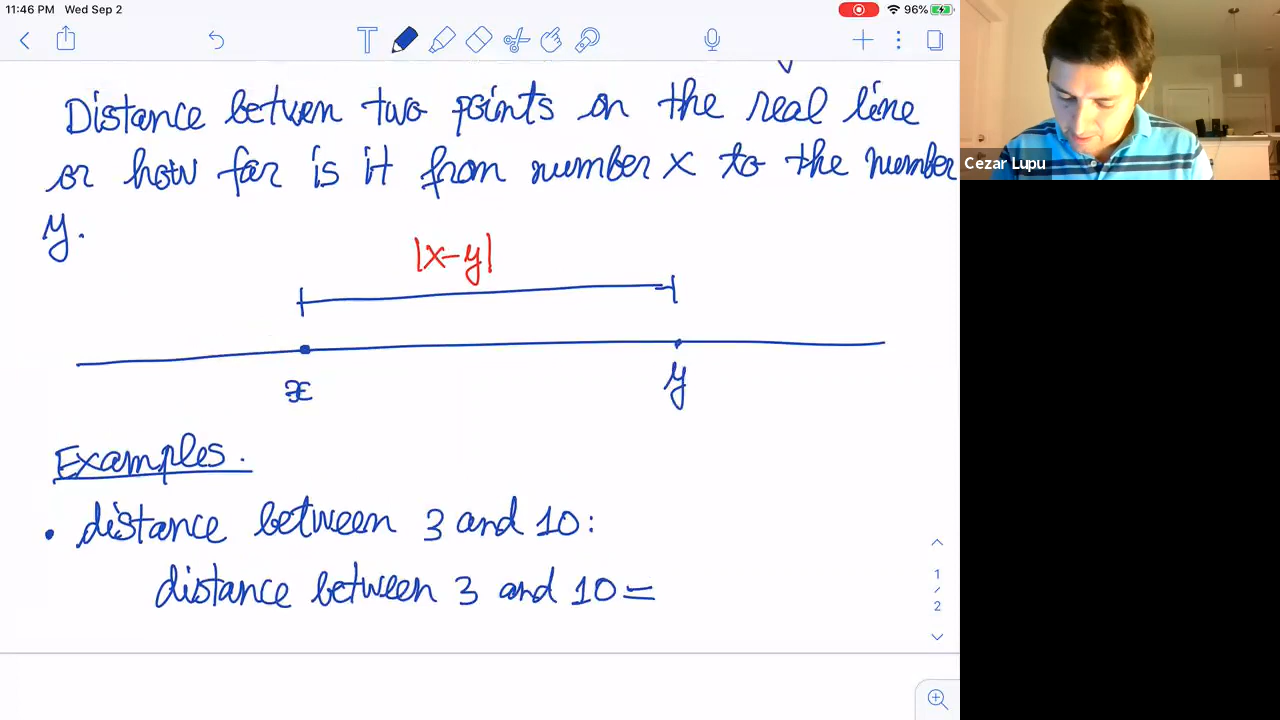 11:46 PM Wed Sep 2
96%
T
Distance between two points on the real line
or how far is it from number x to the number
y.
|x-y|
x
y
Examples.
• distance between 3 and 10:
distance between 3 and 10 =
1
/
2
Cezar Lupu